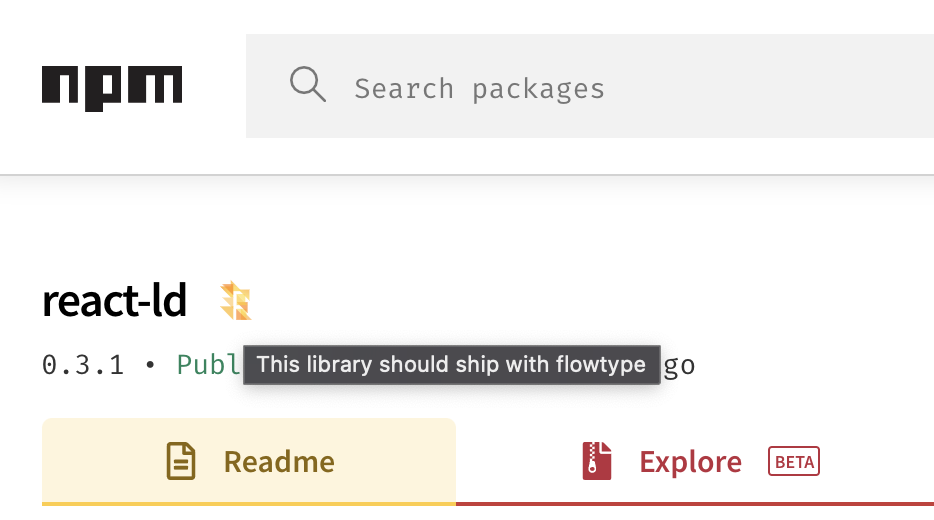 npm
Search packages
react-ld
0.3.1 • Publ This library should ship with flowtype go
Readme
Explore BETA